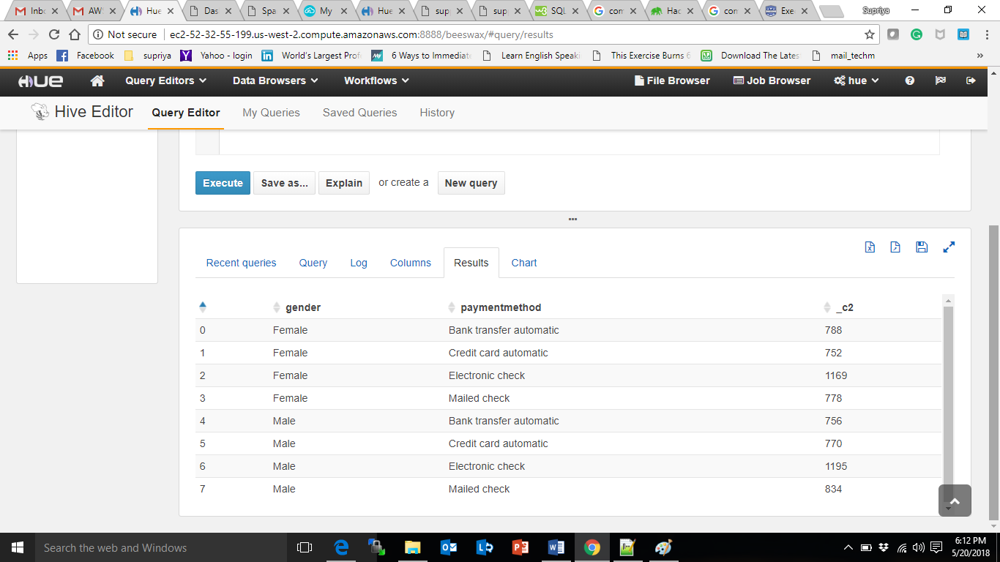 Inbo AW Hue Das Spa My Hue sup sup SQL con Hac con Exe Supriya
Not secure ec2-52-32-55-199.us-west-2.compute.amazonaws.com:8888/beeswax/#query/results
Apps Facebook supriya Yahoo - login World's Largest Prof 6 Ways to Immediat Learn English Speaki This Exercise Burns 6 Download The Lates mail_techm »
HUE Query Editors Data Browsers Workflows File Browser Job Browser hue
Hive Editor Query Editor My Queries Saved Queries History
Execute Save as... Explain or create a New query
Recent queries Query Log Columns Results Chart
gender paymentmethod _c2
0 Female Bank transfer automatic 788
1 Female Credit card automatic 752
2 Female Electronic check 1169
3 Female Mailed check 778
4 Male Bank transfer automatic 756
5 Male Credit card automatic 770
6 Male Electronic check 1195
7 Male Mailed check 834
Search the web and Windows
6:12 PM
5/20/2018